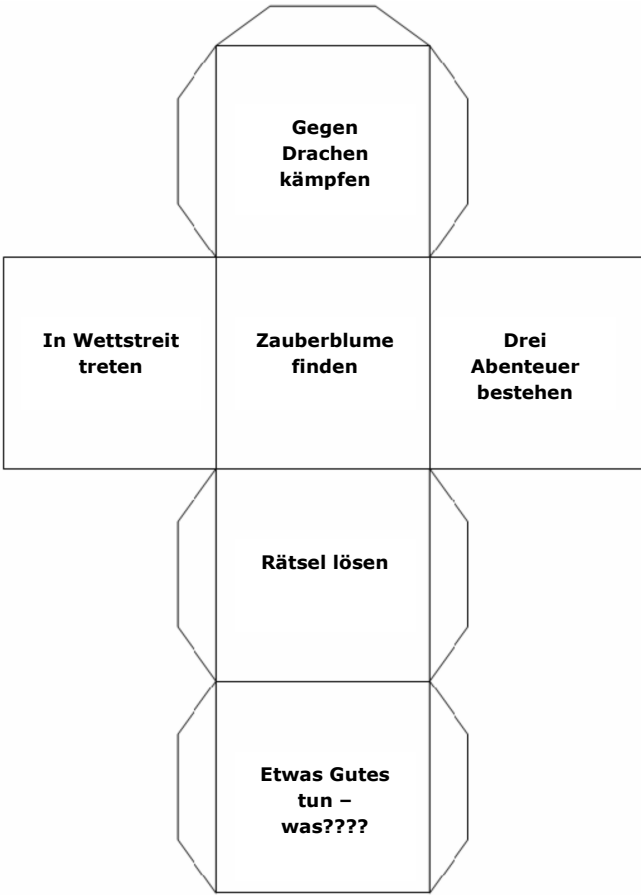 Gegen
Drachen
kämpfen
In Wettstreit
treten
Zauberblume
finden
Drei
Abenteuer
bestehen
Rätsel lösen
Etwas Gutes
tun –
was????